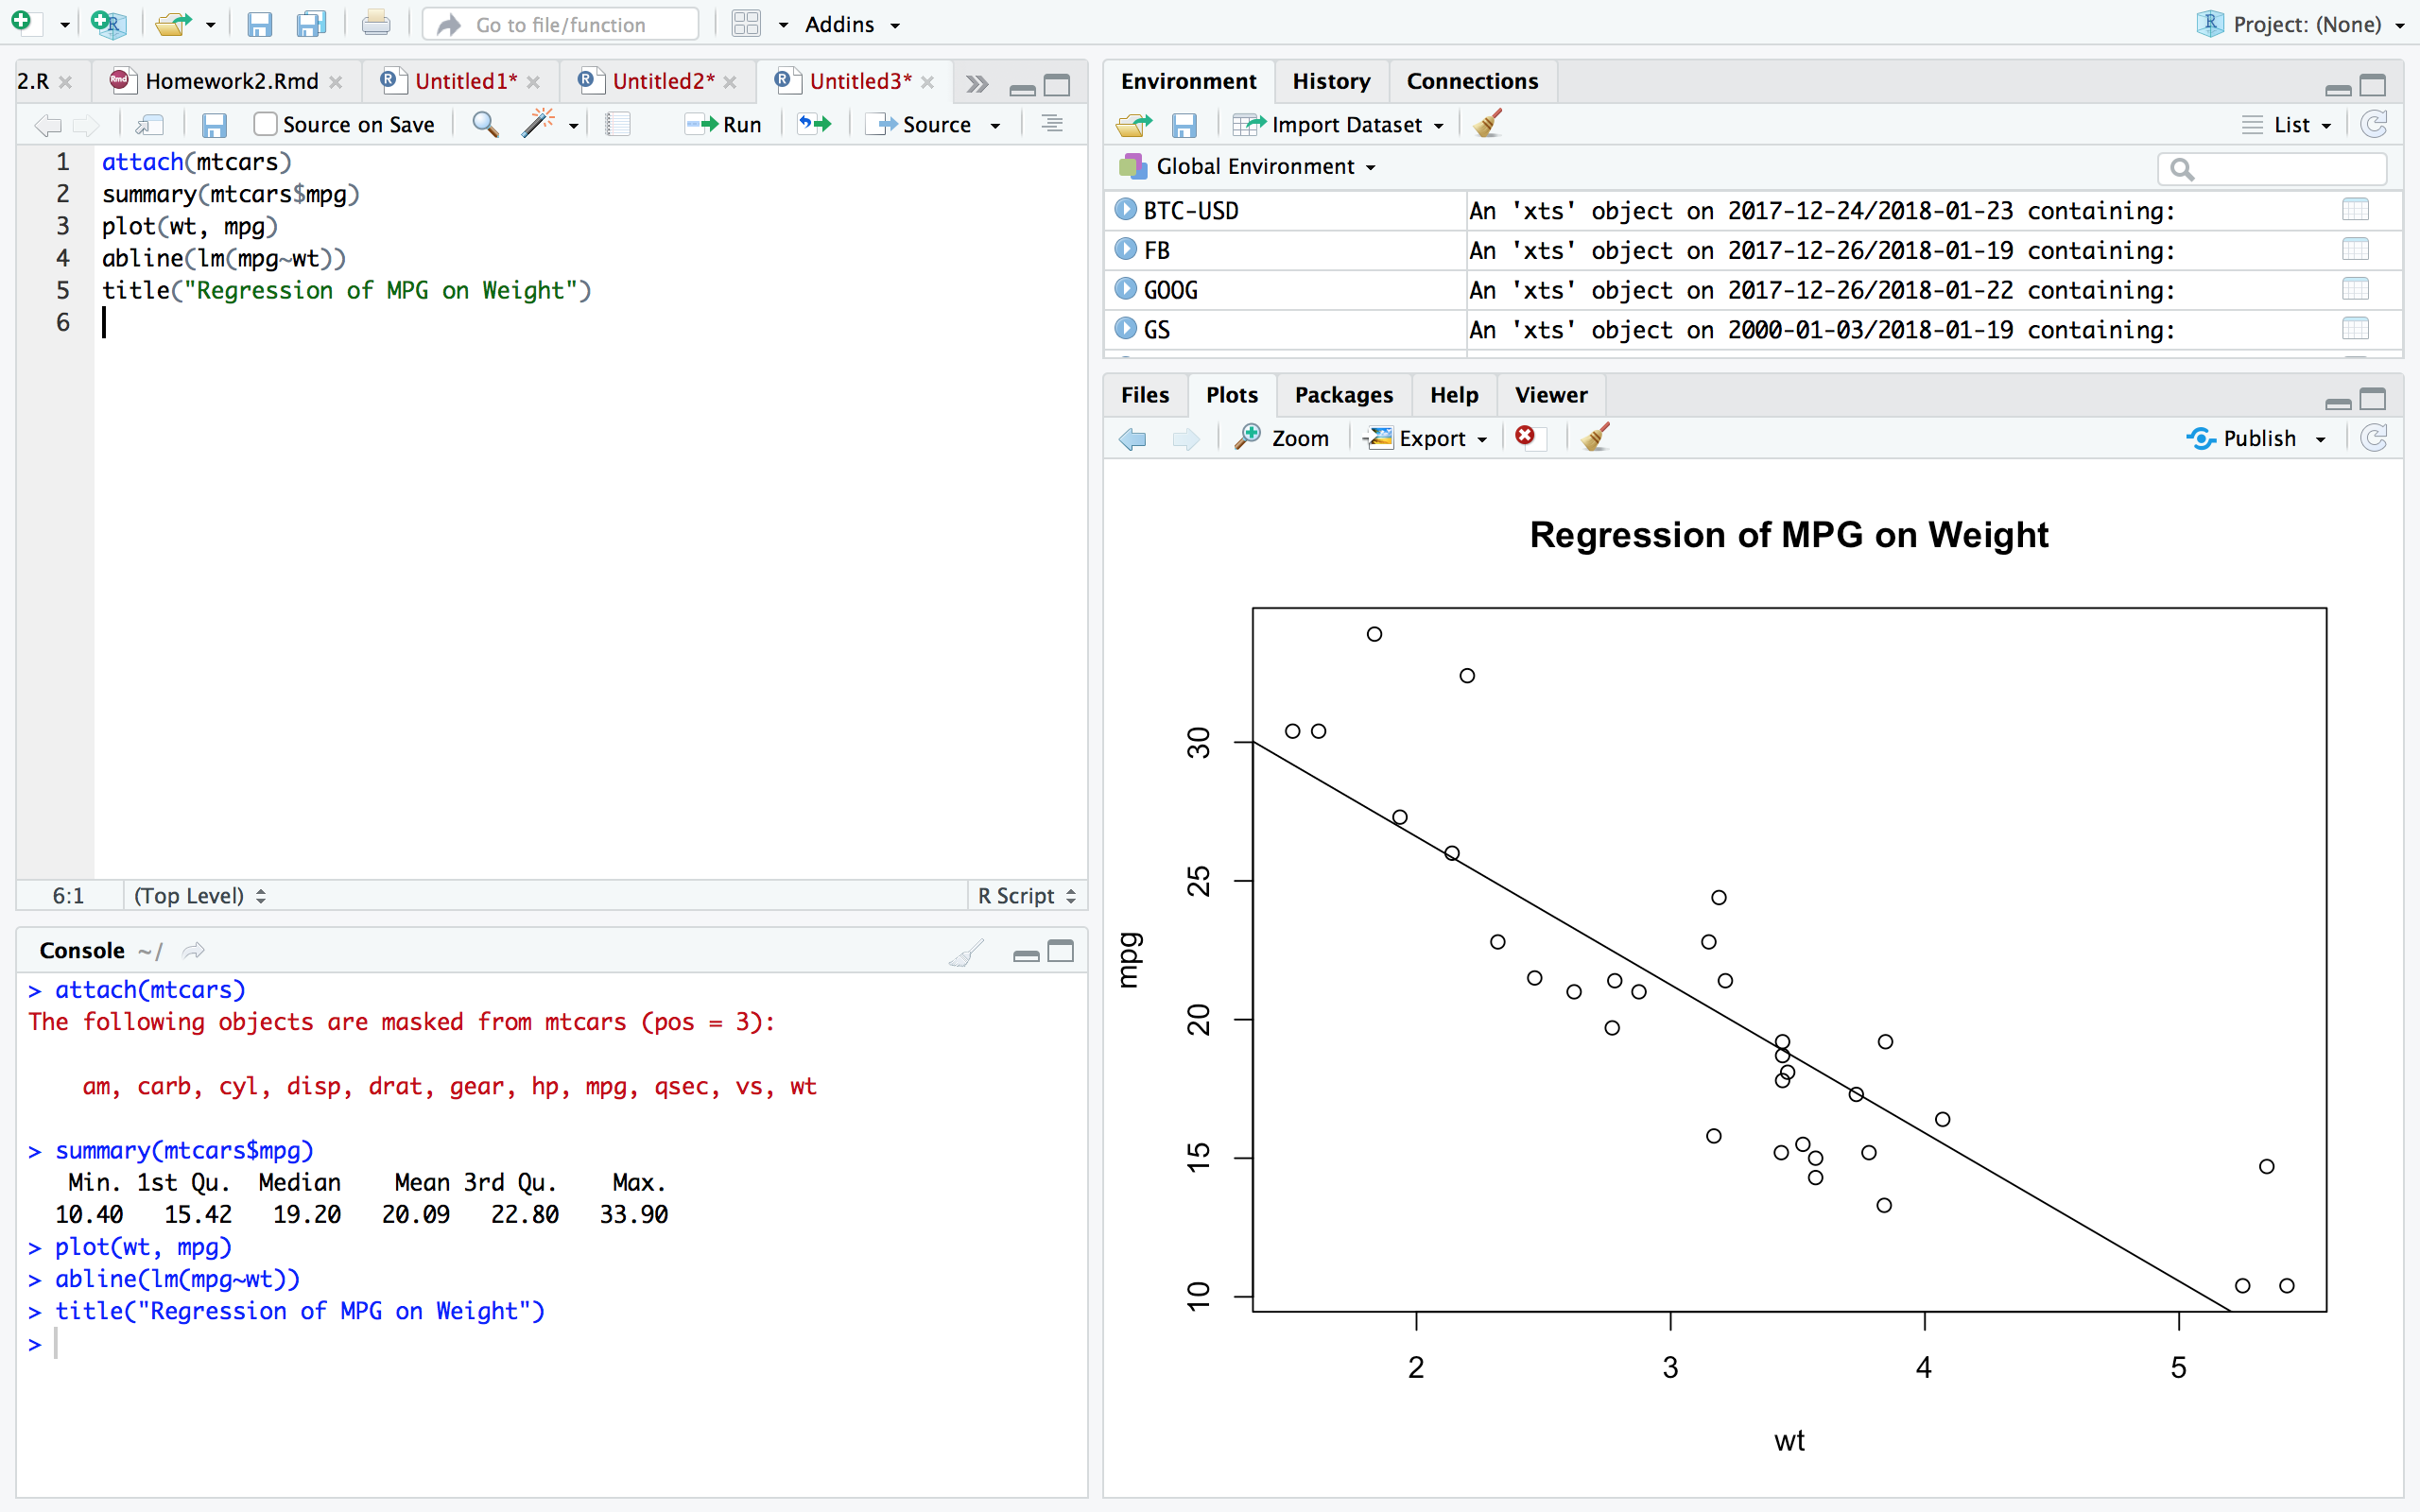 Go to file/function
Addins
Project: (None)
2.R
Homework2.Rmd
Untitled1*
Untitled2*
Untitled3*
Source on Save
Run
Source
1 attach(mtcars)
2 summary(mtcars$mpg)
3 plot(wt, mpg)
4 abline(lm(mpg~wt))
5 title("Regression of MPG on Weight")
6
6:1
(Top Level)
R Script
Console ~/
> attach(mtcars)
The following objects are masked from mtcars (pos = 3):
am, carb, cyl, disp, drat, gear, hp, mpg, qsec, vs, wt
> summary(mtcars$mpg)
Min. 1st Qu. Median Mean 3rd Qu. Max.
10.40 15.42 19.20 20.09 22.80 33.90
> plot(wt, mpg)
> abline(lm(mpg~wt))
> title("Regression of MPG on Weight")
>
Environment
History
Connections
Import Dataset
List
Global Environment
BTC-USD An 'xts' object on 2017-12-24/2018-01-23 containing:
FB An 'xts' object on 2017-12-26/2018-01-19 containing:
GOOG An 'xts' object on 2017-12-26/2018-01-22 containing:
GS An 'xts' object on 2000-01-03/2018-01-19 containing:
Files
Plots
Packages
Help
Viewer
Zoom
Export
Publish
Regression of MPG on Weight
30
25
20
15
10
mpg
2 3 4 5
wt